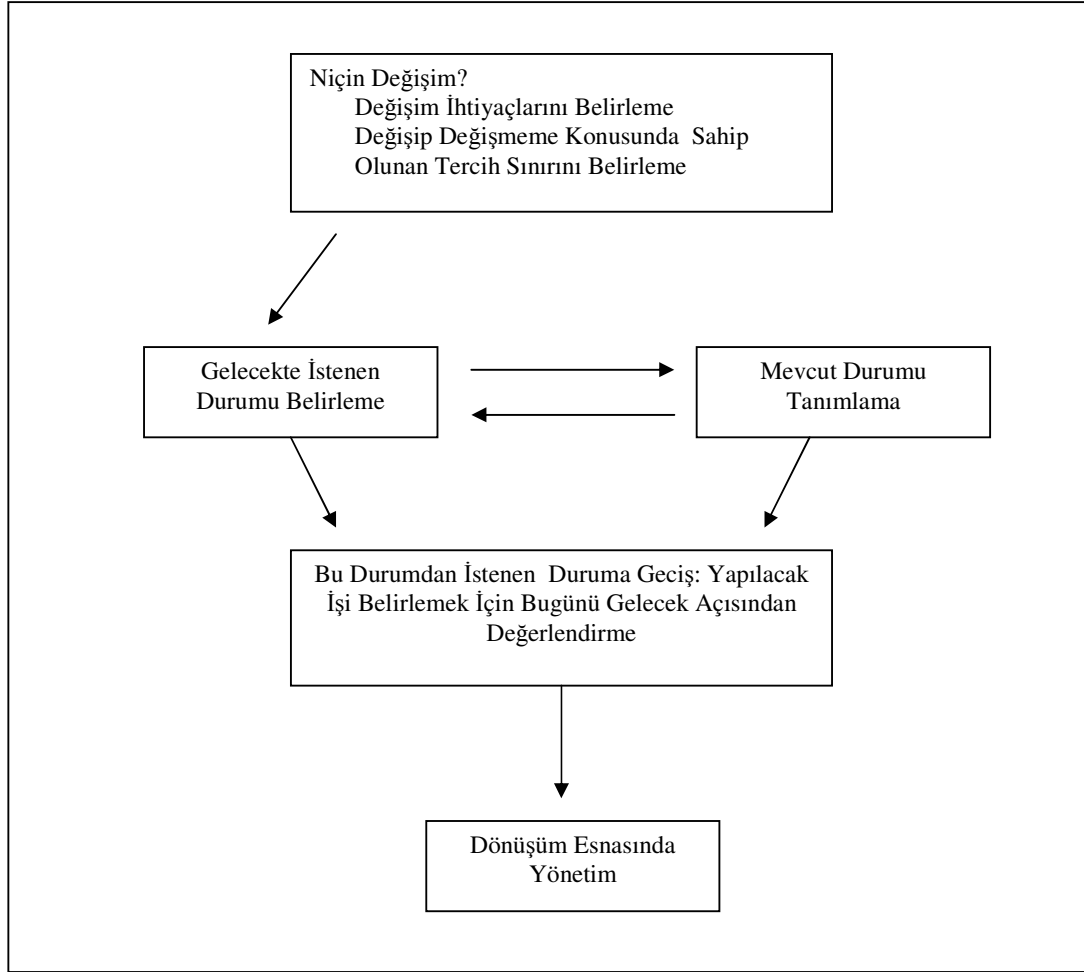 Niçin Değişim?
Değişim İhtiyaçlarını Belirleme
Değişip Değişmeme Konusunda Sahip
Olunan Tercih Sınırını Belirleme
Gelecekte İstenen
Durumu Belirleme
Mevcut Durumu
Tanımlama
Bu Durumdan İstenen Duruma Geciş: Yapılacak
İşi Belirlemek İçin Bugünü Gelecek Açısından
Değerlendirme
Dönüşüm Esnasında
Yönetim